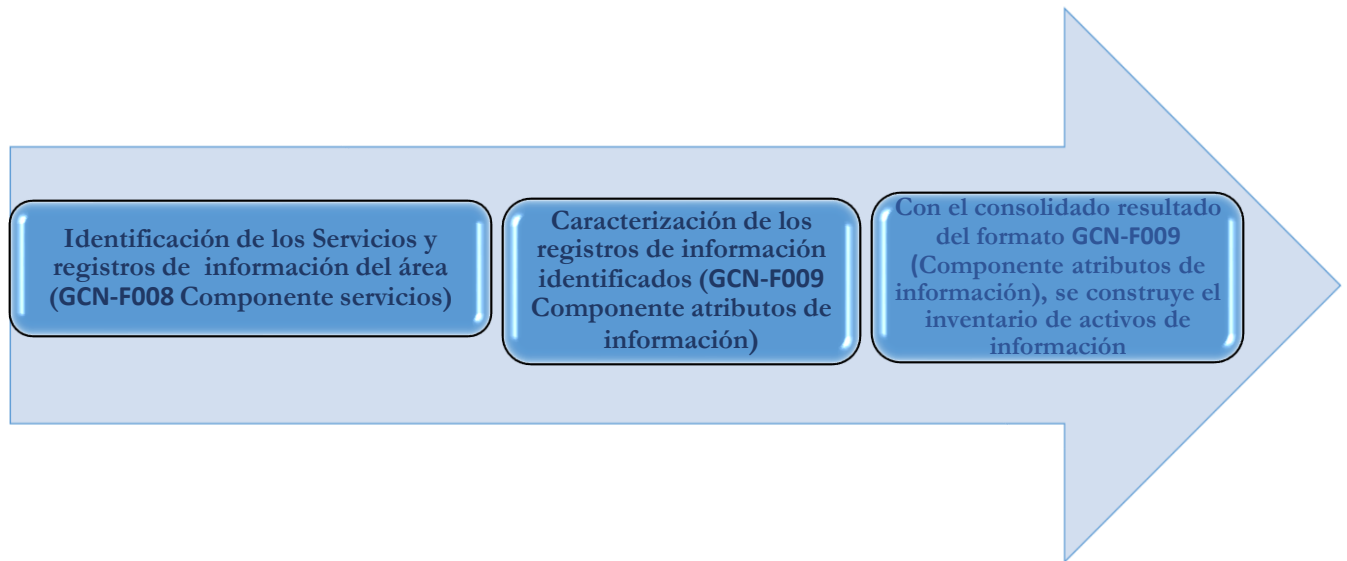 Identificación de los Servicios y
registros de  información del área
(GCN-F008 Componente servicios)
Caracterización de los
registros de información
identificados (GCN-F009
Componente atributos de
información)
Con el consolidado resultado
del formato GCN-F009
(Componente atributos de
información), se construye el
inventario de activos de
información